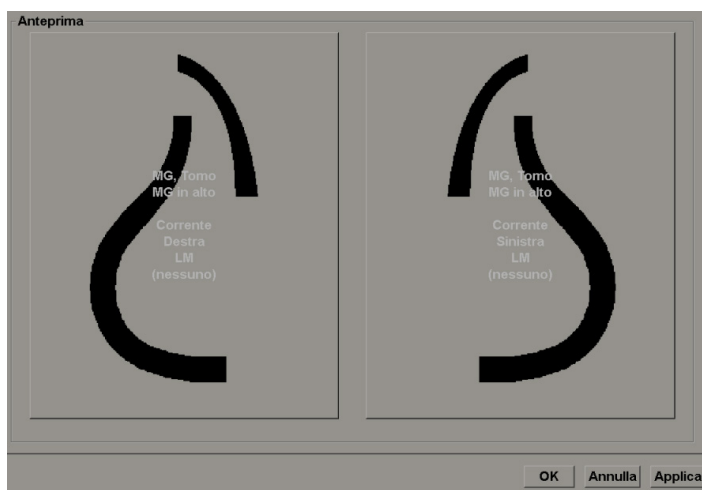 Anteprima
MG, Tomo
MG in alto
Corrente
Destra
LM
(nessuno)
MG, Tomo
MG in alto
Corrente
Sinistra
LM
(nessuno)
OK Annulla Applica